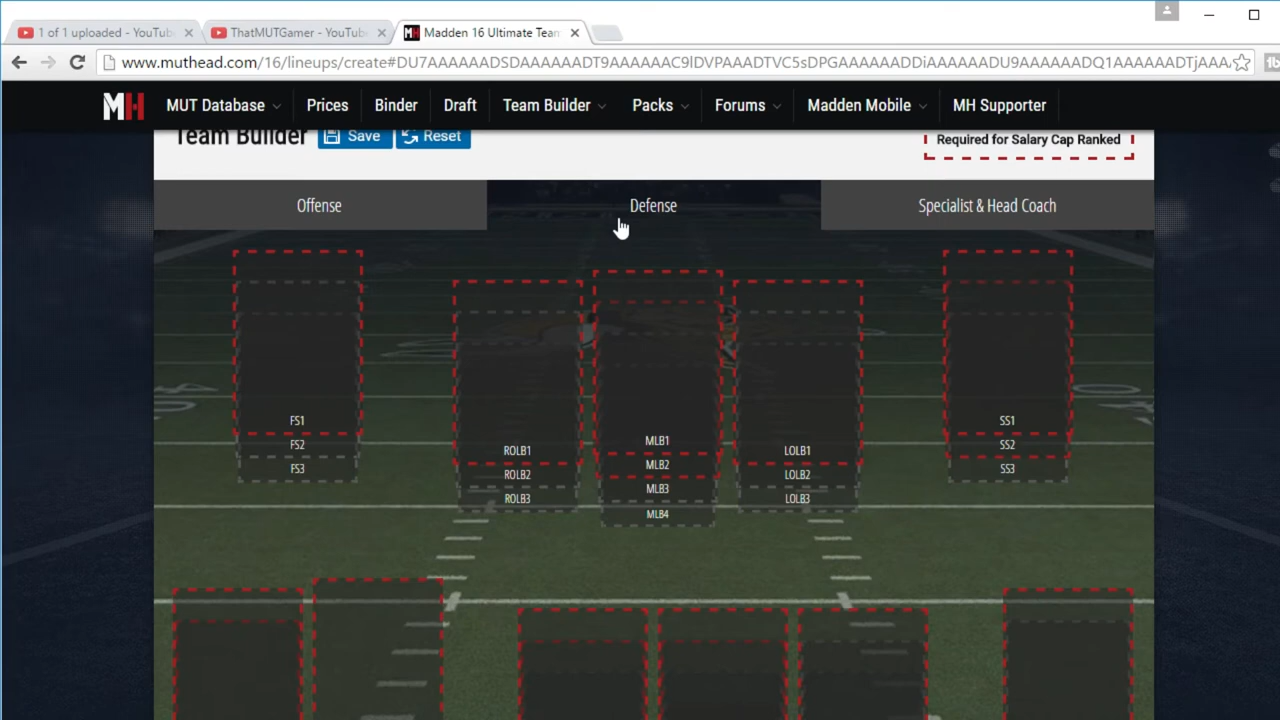 1 of 1 uploaded - YouTub
ThatMUTGamer - YouTub
Madden 16 Ultimate Team
www.muthead.com/16/lineups/create#DU7AAAAAADSDAAAAAADT9AAAAAAC9lDVPAAADTVC5sDPGAAAAAADDiAAAAAADU9AAAAAADQ1AAAAAADTjAAA
MH
MUT Database
Prices
Binder
Draft
Team Builder
Packs
Forums
Madden Mobile
MH Supporter
Team Builder
Save
Reset
Required for Salary Cap Ranked
Offense
Defense
Specialist & Head Coach
FS1
FS2
FS3
ROLB1
ROLB2
ROLB3
MLB1
MLB2
MLB3
MLB4
LOLB1
LOLB2
LOLB3
SS1
SS2
SS3